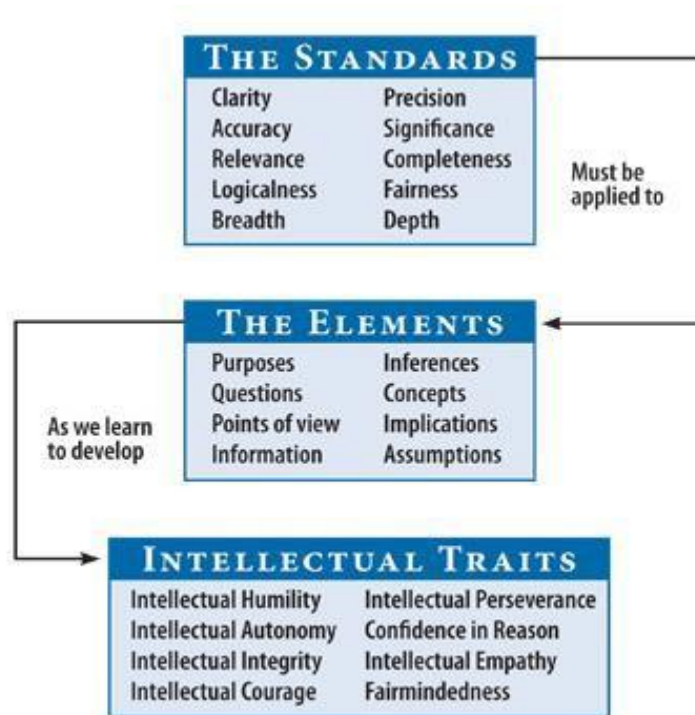 THE STANDARDS
Clarity Precision
Accuracy Significance
Relevance Completeness
Logicalness Fairness
Breadth Depth
Must be
applied to
THE ELEMENTS
Purposes Inferences
Questions Concepts
Points of view Implications
Information Assumptions
As we learn
to develop
INTELLECTUAL TRAITS
Intellectual Humility Intellectual Perseverance
Intellectual Autonomy Confidence in Reason
Intellectual Integrity Intellectual Empathy
Intellectual Courage Fairmindedness